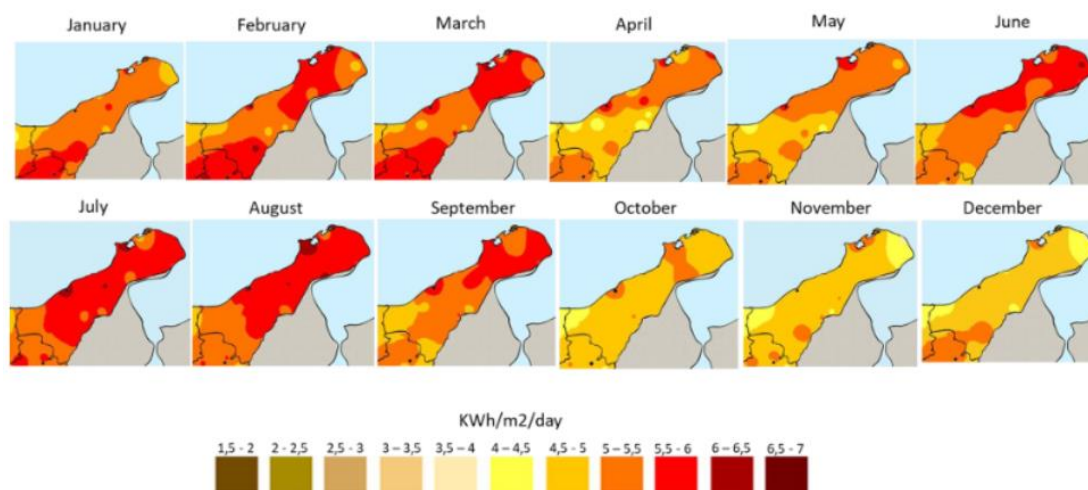 January February March April May June
July August September October November December
KWh/m2/day
1,5 - 2 2 - 2,5 2,5 - 3 3 – 3,5 3,5 – 4 4 – 4,5 4,5 - 5 5 – 5,5 5,5 - 6 6 – 6,5 6,5 - 7